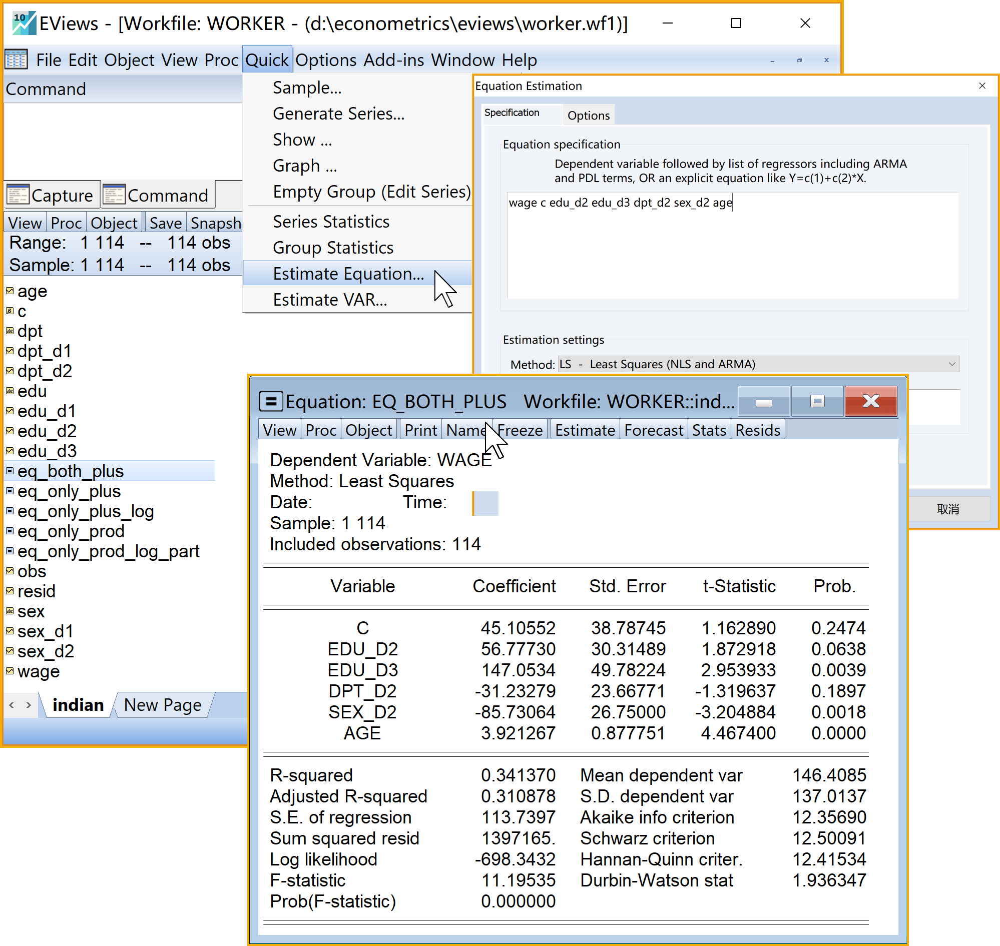 10
EViews - [Workfile: WORKER - (d:\econometrics\eviews\worker.wf1)]
File Edit Object View Proc Quick Options Add-ins Window Help
Command
Capture Command
View Proc Object Save Snapsh
Range: 1 114 -- 114 obs
Sample: 1 114 -- 114 obs
age
β c
abc dpt
dpt_d1
dpt_d2
abc edu
edu_d1
edu_d2
edu_d3
eq_both_plus
eq_only_plus
eq_only_plus_log
eq_only_prod
eq_only_prod_log_part
obs
resid
abc sex
sex_d1
sex_d2
wage
indian New Page
Sample...
Generate Series...
Show ...
Graph ...
Empty Group (Edit Series)
Series Statistics
Group Statistics
Estimate Equation...
Estimate VAR...
Equation Estimation
Specification Options
Equation specification
Dependent variable followed by list of regressors including ARMA
and PDL terms, OR an explicit equation like Y=c(1)+c(2)*X.
wage c edu_d2 edu_d3 dpt_d2 sex_d2 age
Estimation settings
Method: LS - Least Squares (NLS and ARMA)
取消
Equation: EQ_BOTH_PLUS Workfile: WORKER::ind...
View Proc Object Print Name Freeze Estimate Forecast Stats Resids
Dependent Variable: WAGE
Method: Least Squares
Date: Time:
Sample: 1 114
Included observations: 114
Variable Coefficient Std. Error t-Statistic Prob.
C 45.10552 38.78745 1.162890 0.2474
EDU_D2 56.77730 30.31489 1.872918 0.0638
EDU_D3 147.0534 49.78224 2.953933 0.0039
DPT_D2 -31.23279 23.66771 -1.319637 0.1897
SEX_D2 -85.73064 26.75000 -3.204884 0.0018
AGE 3.921267 0.877751 4.467400 0.0000
R-squared 0.341370 Mean dependent var 146.4085
Adjusted R-squared 0.310878 S.D. dependent var 137.0137
S.E. of regression 113.7397 Akaike info criterion 12.35690
Sum squared resid 1397165. Schwarz criterion 12.50091
Log likelihood -698.3432 Hannan-Quinn criter. 12.41534
F-statistic 11.19535 Durbin-Watson stat 1.936347
Prob(F-statistic) 0.000000